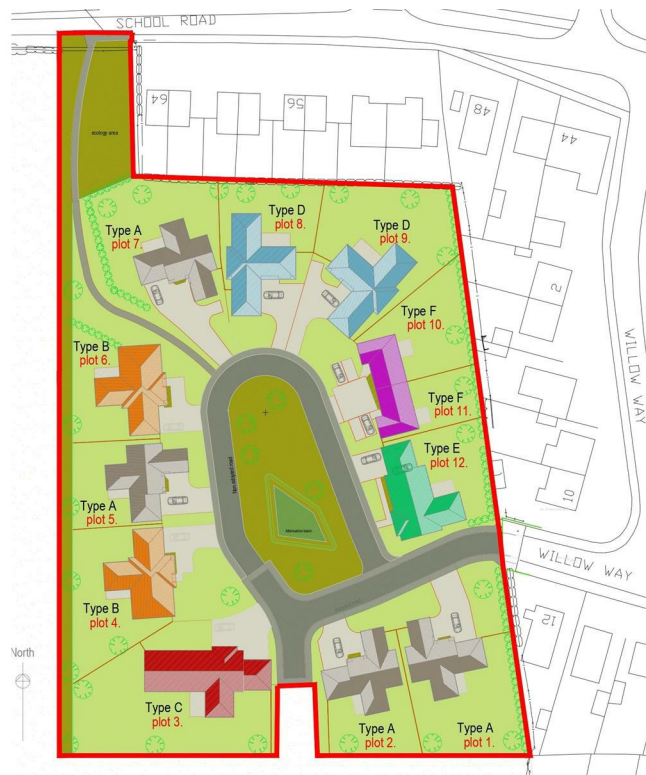 SCHOOL ROAD
64
56
48
44
ecology area
Type A
plot 7.
Type D
plot 8.
Type D
plot 9.
2
Type F
plot 10.
WILLOW WAY
Type B
plot 6.
Type F
plot 11.
Type E
plot 12.
Type A
plot 5.
10
WILLOW WAY
Type B
plot 4.
12
North
Type C
plot 3.
Type A
plot 2.
Type A
plot 1.